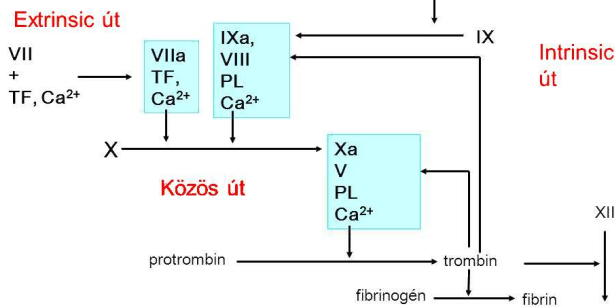 Extrinsic út
VII
+
TF, Ca²⁺
VIIa
TF,
Ca²⁺
IXa,
VIII
PL
Ca²⁺
IX
Intrinsic
út
X
Közös út
Xa
V
PL
Ca²⁺
XII
protrombin
trombin
fibrinogén
fibrin